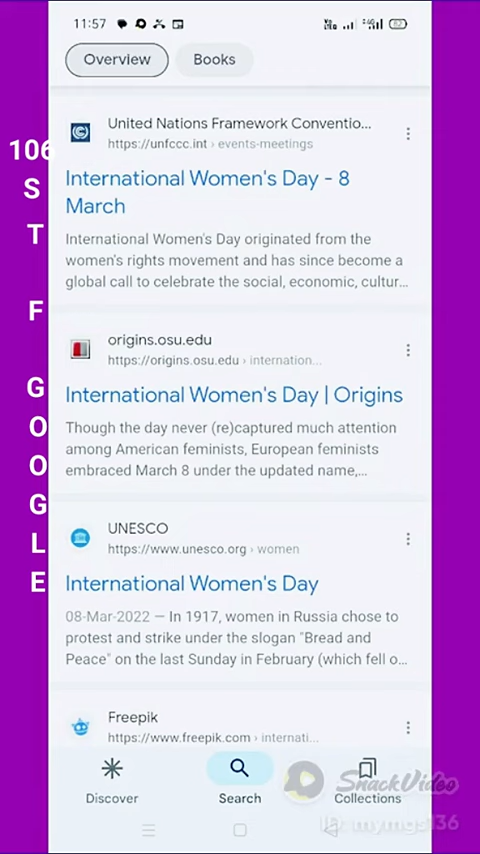 11:57
Overview
Books
United Nations Framework Conventio...
https://unfccc.int › events-meetings
International Women's Day - 8
March
International Women's Day originated from the
women's rights movement and has since become a
global call to celebrate the social, economic, cultur...
origins.osu.edu
https://origins.osu.edu › internation...
International Women's Day | Origins
Though the day never (re)captured much attention
among American feminists, European feminists
embraced March 8 under the updated name,...
UNESCO
https://www.unesco.org › women
International Women's Day
08-Mar-2022 — In 1917, women in Russia chose to
protest and strike under the slogan "Bread and
Peace" on the last Sunday in February (which fell o...
Freepik
https://www.freepik.com › internati...
Discover
Search
Collections
SnackVideo
mymgs136
106
S
T
F
G
O
O
G
L
E